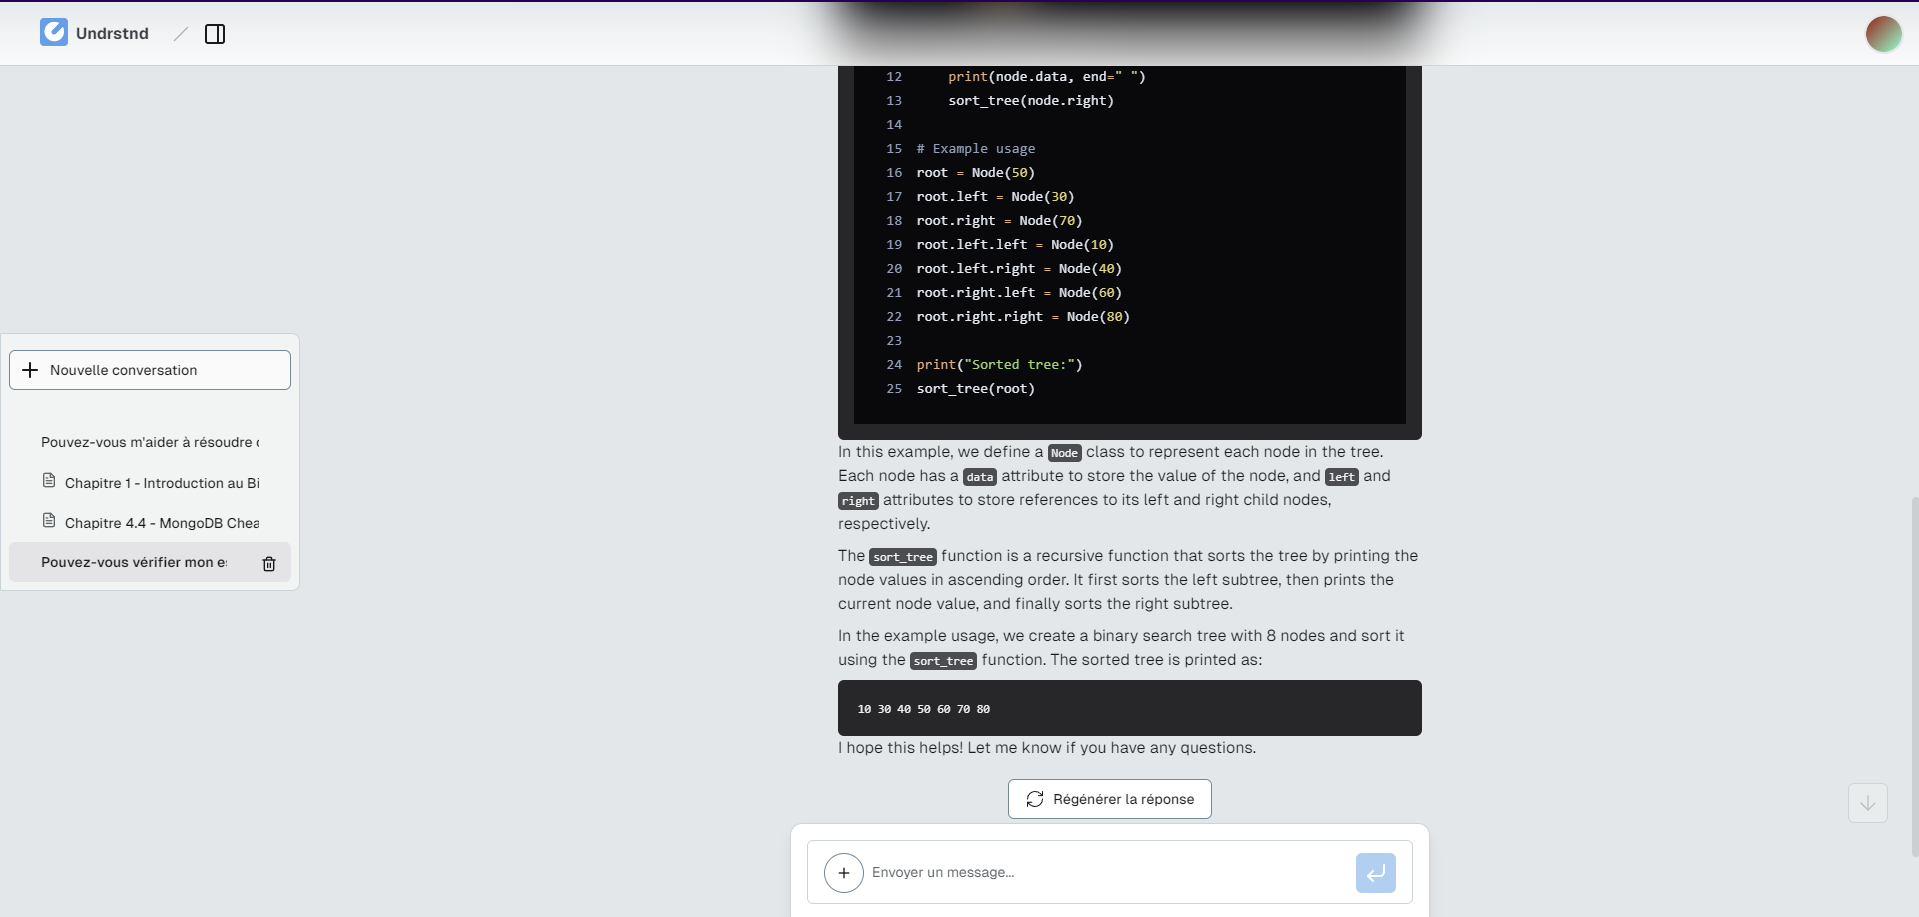 Undrstnd
12 print(node.data, end=" ")
13 sort_tree(node.right)
14
15 # Example usage
16 root = Node(50)
17 root.left = Node(30)
18 root.right = Node(70)
19 root.left.left = Node(10)
20 root.left.right = Node(40)
21 root.right.left = Node(60)
22 root.right.right = Node(80)
23
24 print("Sorted tree:")
25 sort_tree(root)
Nouvelle conversation
Pouvez-vous m'aider à résoudre
Chapitre 1 - Introduction au Bi
Chapitre 4.4 - MongoDB Chea
Pouvez-vous vérifier mon
In this example, we define a Node class to represent each node in the tree.
Each node has a data attribute to store the value of the node, and left and
right attributes to store references to its left and right child nodes,
respectively.
The sort_tree function is a recursive function that sorts the tree by printing the
node values in ascending order. It first sorts the left subtree, then prints the
current node value, and finally sorts the right subtree.
In the example usage, we create a binary search tree with 8 nodes and sort it
using the sort_tree function. The sorted tree is printed as:
10 30 40 50 60 70 80
I hope this helps! Let me know if you have any questions.
Régénérer la réponse
Envoyer un message...